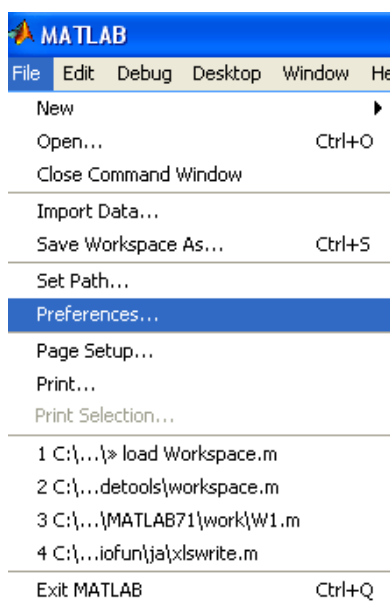 MATLAB
File Edit Debug Desktop Window He
New
Open... Ctrl+O
Close Command Window
Import Data...
Save Workspace As... Ctrl+S
Set Path...
Preferences...
Page Setup...
Print...
Print Selection...
1 C:\...\» load Workspace.m
2 C:\...detools\workspace.m
3 C:\...\MATLAB71\work\W1.m
4 C:\...iofun\ja\xlswrite.m
Exit MATLAB Ctrl+Q